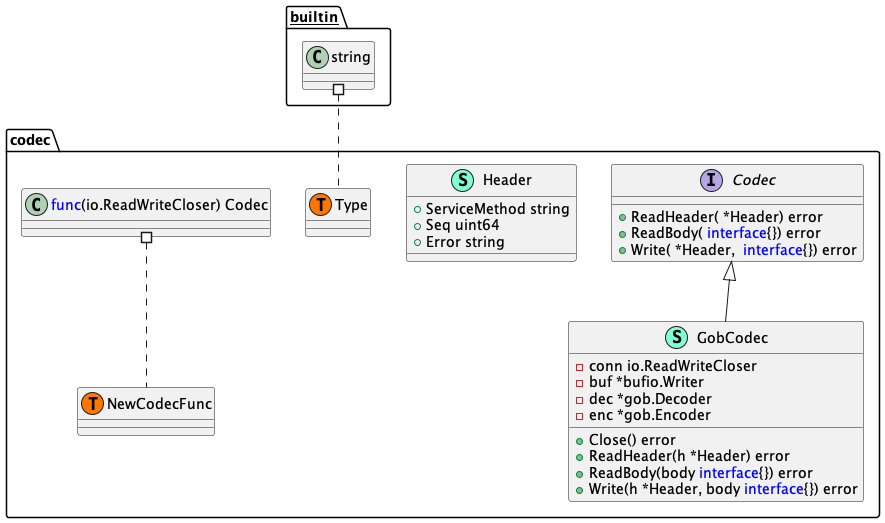 builtin
C string
codec
C func(io.ReadWriteCloser) Codec
T Type
S Header
ServiceMethod string
Seq uint64
Error string
I Codec
ReadHeader( *Header) error
ReadBody( interface{}) error
Write( *Header,  interface{}) error
T NewCodecFunc
S GobCodec
conn io.ReadWriteCloser
buf *bufio.Writer
dec *gob.Decoder
enc *gob.Encoder
Close() error
ReadHeader(h *Header) error
ReadBody(body interface{}) error
Write(h *Header, body interface{}) error